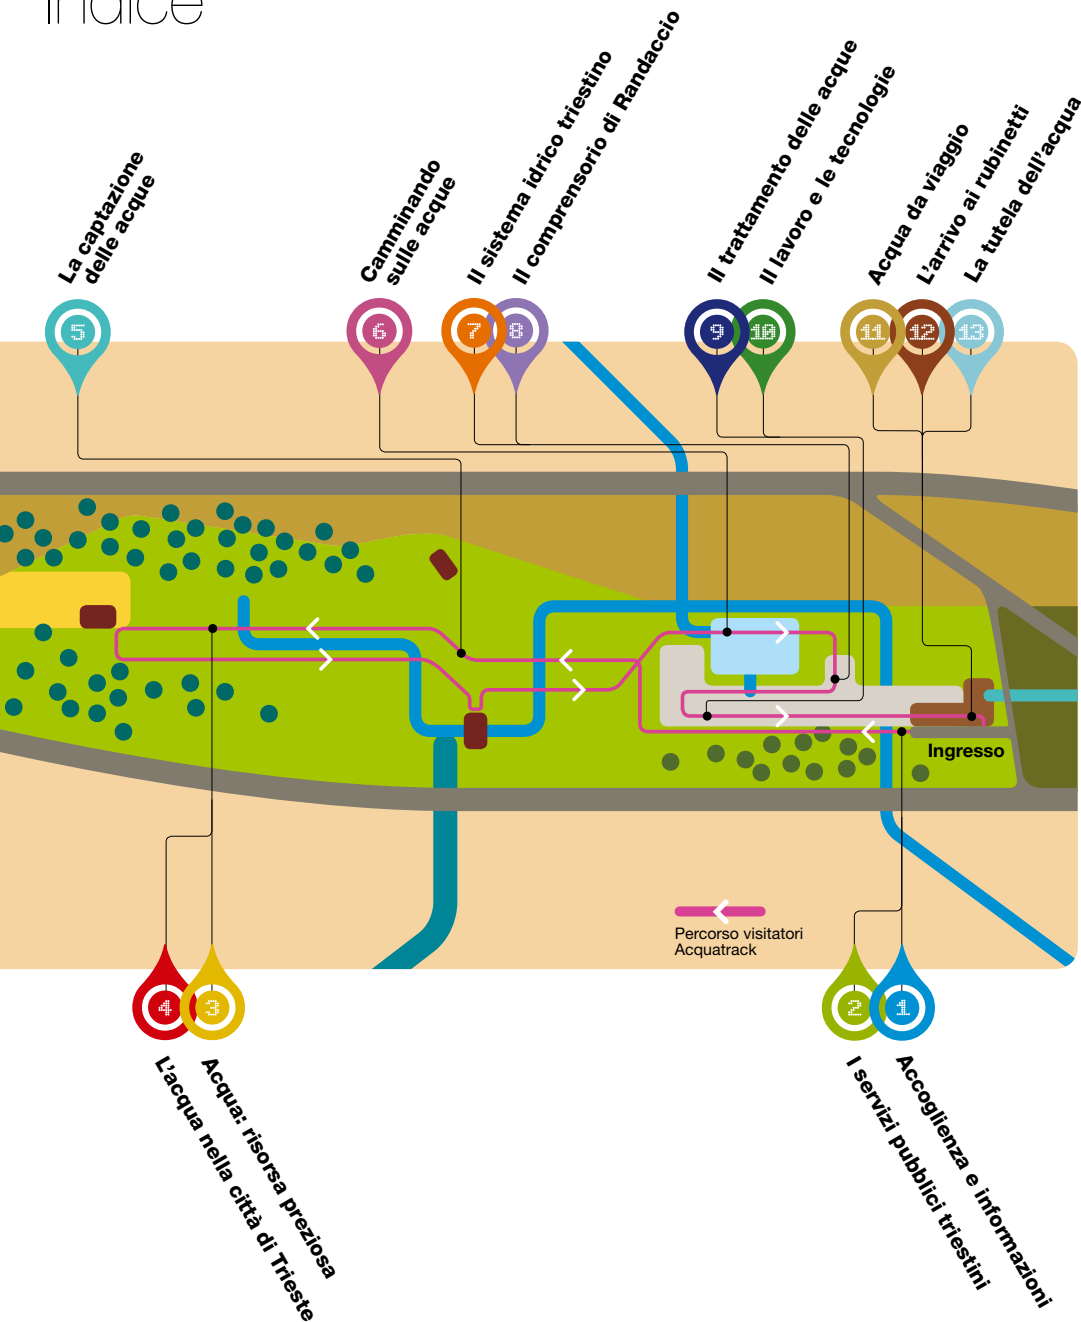 indice
La captazione
delle acque
Camminando
sulle acque
Il sistema idrico triestino
Il comprensorio di Randaccio
Il trattamento delle acque
Il lavoro e le tecnologie
Acqua da viaggio
L'arrivo ai rubinetti
La tutela dell'acqua
5
6
7
8
9
10
11
12
13
Ingresso
Percorso visitatori
Acquatrack
4
3
2
1
L'acqua nella città di Trieste
Acqua: risorsa preziosa
I servizi pubblici triestini
Accoglienza e informazioni